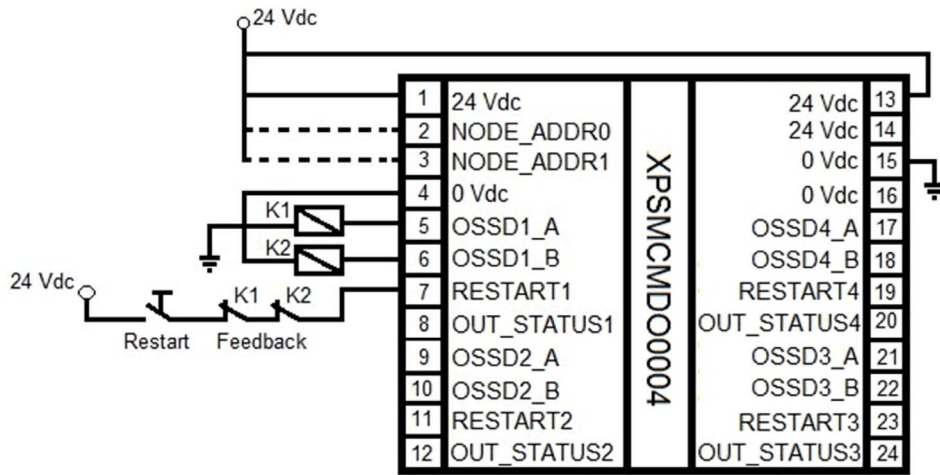 24 Vdc
1 24 Vdc
2 NODE_ADDR0
3 NODE_ADDR1
4 0 Vdc
K1
5 OSSD1_A
K2
6 OSSD1_B
24 Vdc
K1 K2
7 RESTART1
Restart Feedback
8 OUT_STATUS1
9 OSSD2_A
10 OSSD2_B
11 RESTART2
12 OUT_STATUS2
XPSMCMDO0004
24 Vdc 13
24 Vdc 14
0 Vdc 15
0 Vdc 16
OSSD4_A 17
OSSD4_B 18
RESTART4 19
OUT_STATUS4 20
OSSD3_A 21
OSSD3_B 22
RESTART3 23
OUT_STATUS3 24